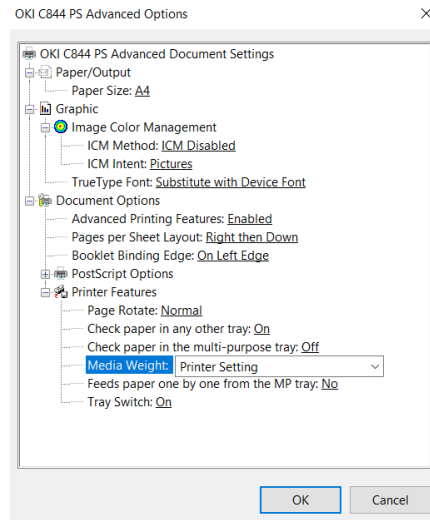 OKI C844 PS Advanced Options
OKI C844 PS Advanced Document Settings
Paper/Output
Paper Size: A4
Graphic
Image Color Management
ICM Method: ICM Disabled
ICM Intent: Pictures
TrueType Font: Substitute with Device Font
Document Options
Advanced Printing Features: Enabled
Pages per Sheet Layout: Right then Down
Booklet Binding Edge: On Left Edge
PostScript Options
Printer Features
Page Rotate: Normal
Check paper in any other tray: On
Check paper in the multi-purpose tray: Off
Media Weight: Printer Setting
Feeds paper one by one from the MP tray: No
Tray Switch: On
OK Cancel